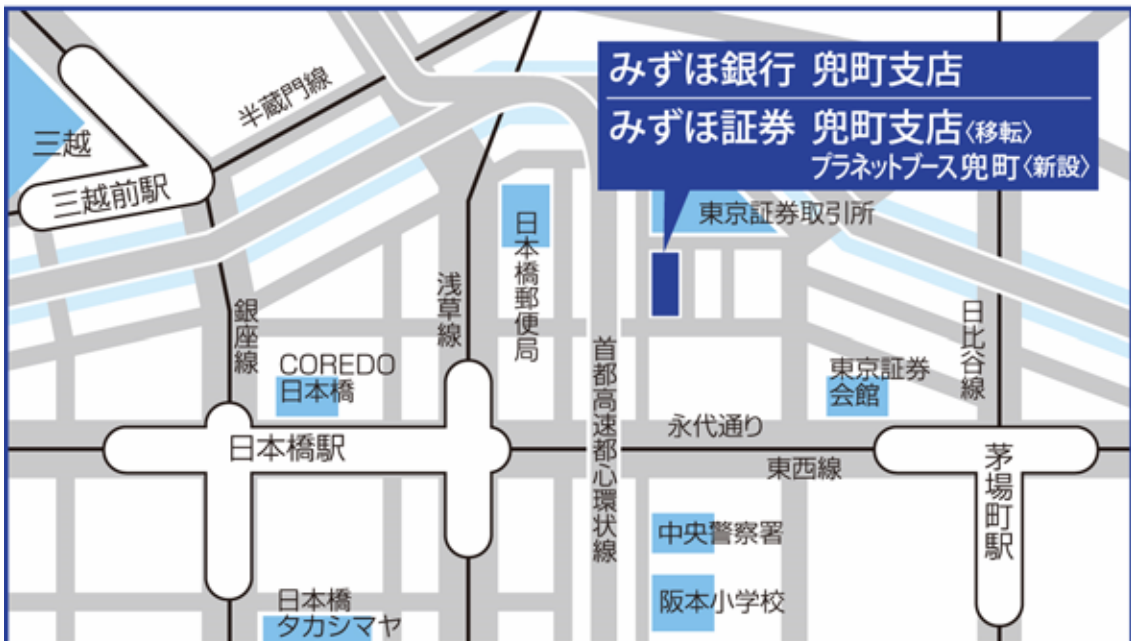 みずほ銀行 兜町支店
みずほ証券 兜町支店〈移転〉
プラネットブース兜町〈新設〉
半蔵門線
三越
三越前駅
東京証券取引所
日本橋郵便局
浅草線
銀座線
日比谷線
首都高速都心環状線
COREDO
日本橋
東京証券
会館
永代通り
日本橋駅
東西線
茅場町駅
中央警察署
阪本小学校
日本橋
タカシマヤ